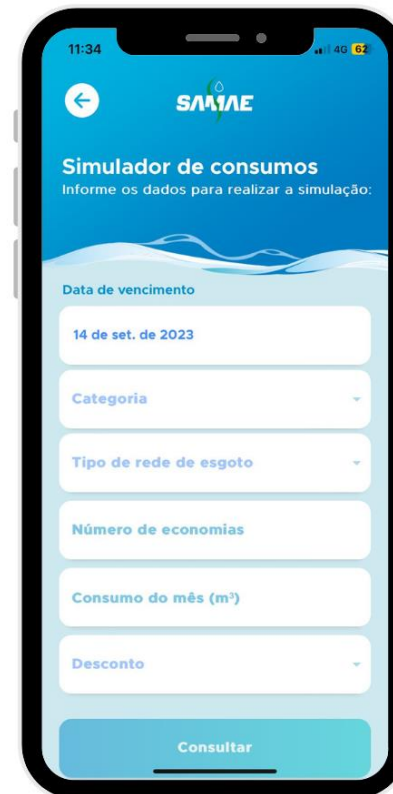 11:34
4G 62
SAMAE
Simulador de consumos
Informe os dados para realizar a simulação:
Data de vencimento
14 de set. de 2023
Categoria
Tipo de rede de esgoto
Número de economias
Consumo do mês (m³)
Desconto
Consultar